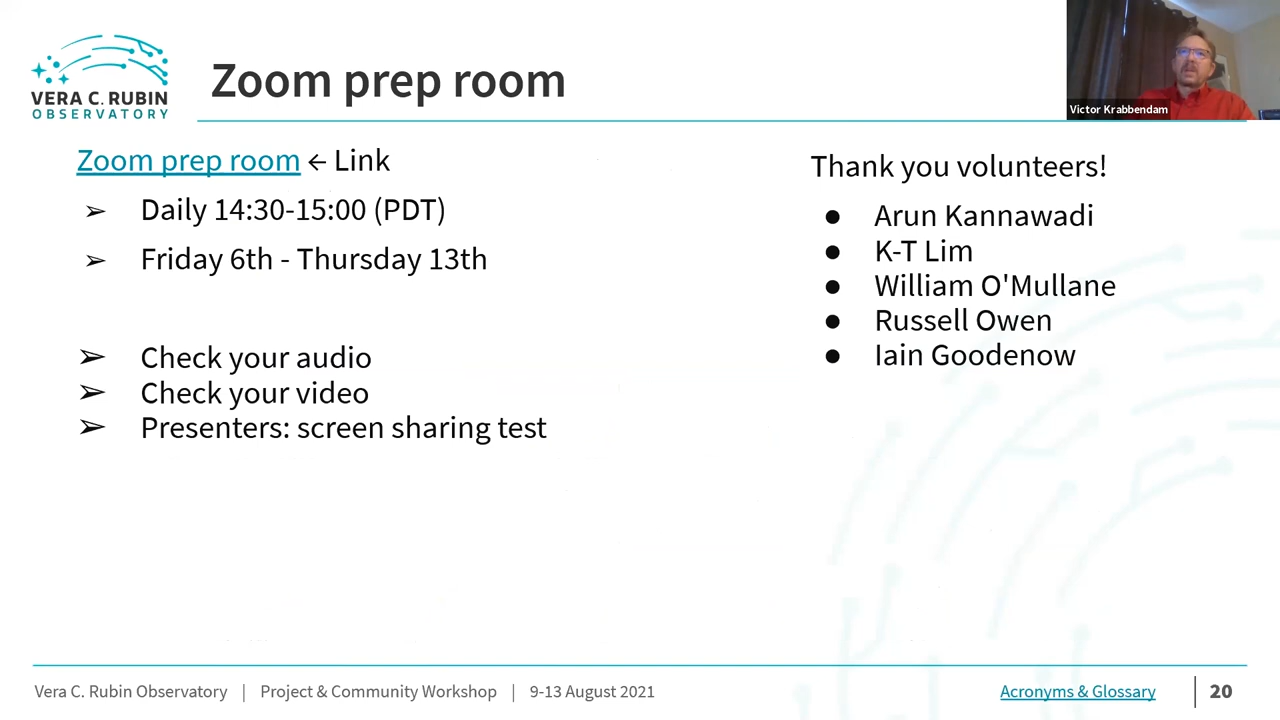 VERA C. RUBIN
OBSERVATORY
Zoom prep room
Victor Krabbendam
Zoom prep room ← Link
➢ Daily 14:30-15:00 (PDT)
➢ Friday 6th - Thursday 13th
➢ Check your audio
➢ Check your video
➢ Presenters: screen sharing test
Thank you volunteers!
● Arun Kannawadi
● K-T Lim
● William O'Mullane
● Russell Owen
● Iain Goodenow
Vera C. Rubin Observatory | Project & Community Workshop | 9-13 August 2021
Acronyms & Glossary | 20